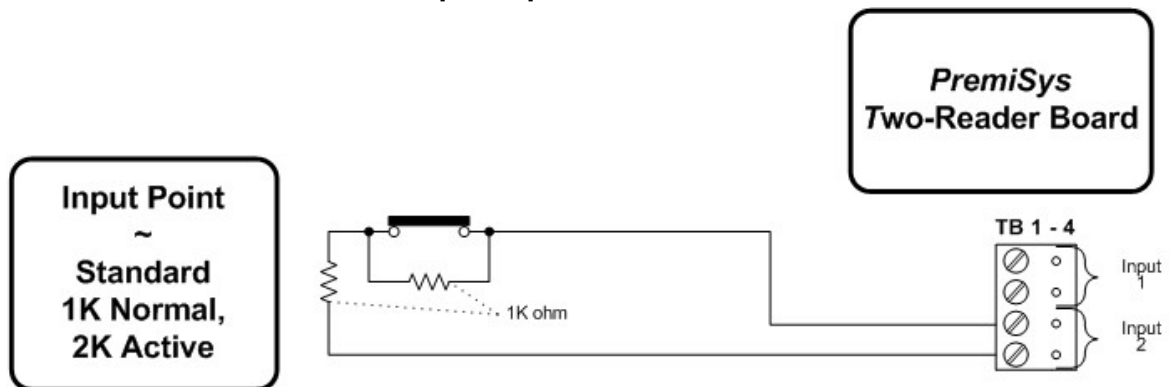 PremiSys
Two-Reader Board
Input Point
~
Standard
1K Normal,
2K Active
TB 1 - 4
Input
1
1K ohm
Input
2